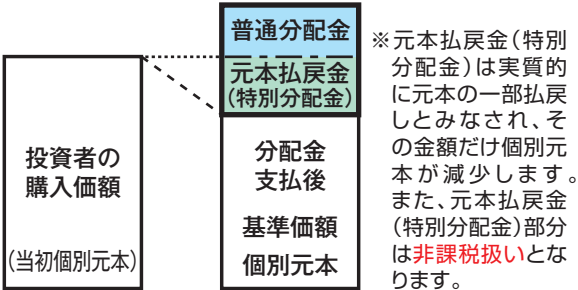 投資者の
購入価額
(当初個別元本)
普通分配金
元本払戻金
(特別分配金)
分配金
支払後
基準価額
個別元本
※元本払戻金(特別
分配金)は実質的
に元本の一部払戻
しとみなされ、そ
の金額だけ個別元
本が減少します。
また、元本払戻金
(特別分配金)部分
は非課税扱いとな
ります。